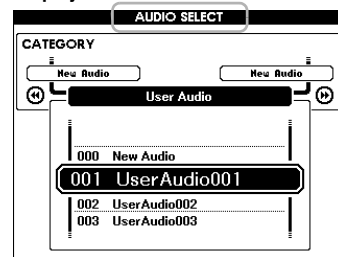 AUDIO SELECT
CATEGORY
New Audio New Audio
User Audio
000 New Audio
001 UserAudio001
002 UserAudio002
003 UserAudio003